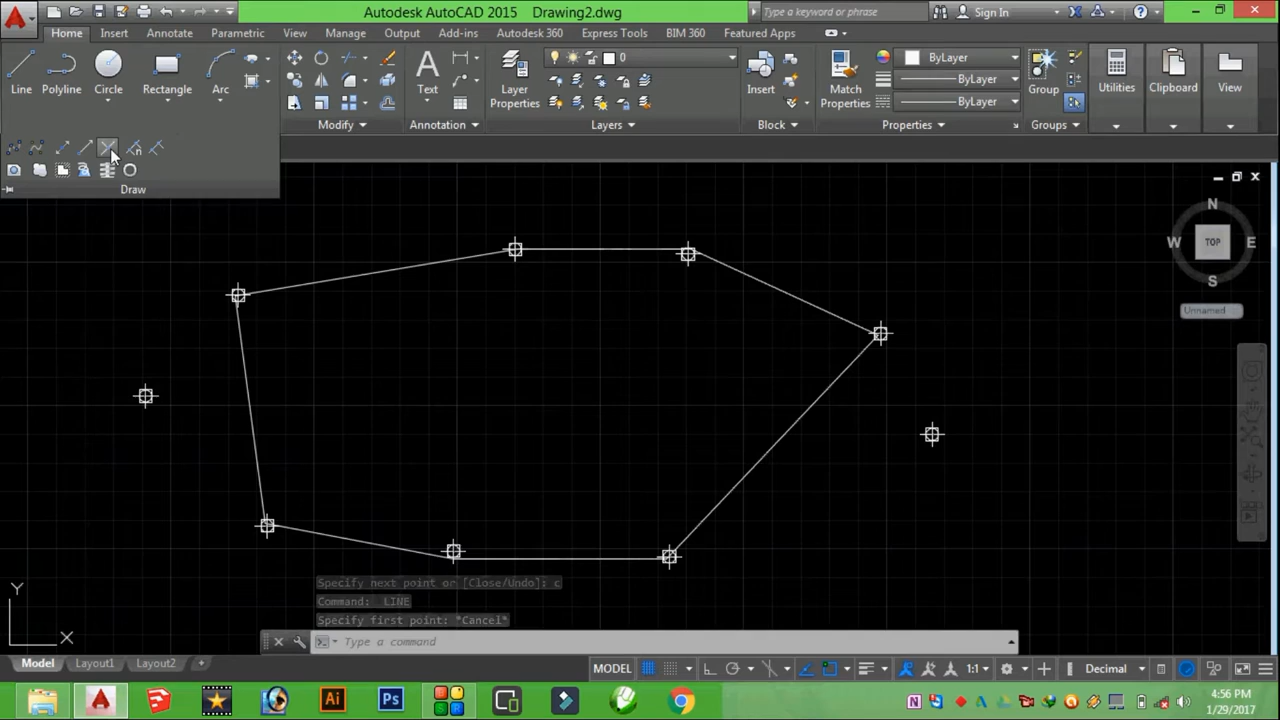 Autodesk AutoCAD 2015 Drawing2.dwg
Type a keyword or phrase
Sign In
Home Insert Annotate Parametric View Manage Output Add-ins Autodesk 360 Express Tools BIM 360 Featured Apps
Line Polyline Circle Rectangle Arc
Text
Layer Properties
0
Insert
Match Properties
ByLayer
ByLayer
ByLayer
Group
Utilities Clipboard View
Modify Annotation Layers Block Properties Groups
Draw
N
W TOP E
S
Unnamed
Specify next point or [Close/Undo]: c
Command: LINE
Specify first point: *Cancel*
Type a command
Y
X
Model Layout1 Layout2 +
MODEL 1:1 Decimal
Ai Ps N
4:56 PM
1/29/2017